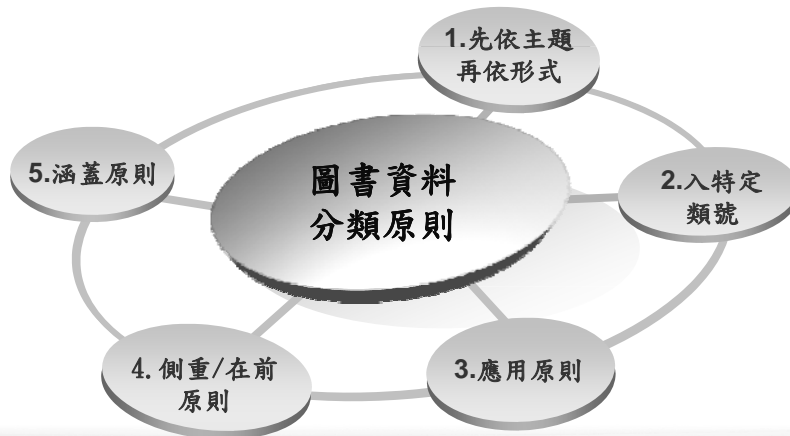 圖書資料
分類原則
1.先依主題
再依形式
2.入特定
類號
3.應用原則
4.側重/在前
原則
5.涵蓋原則